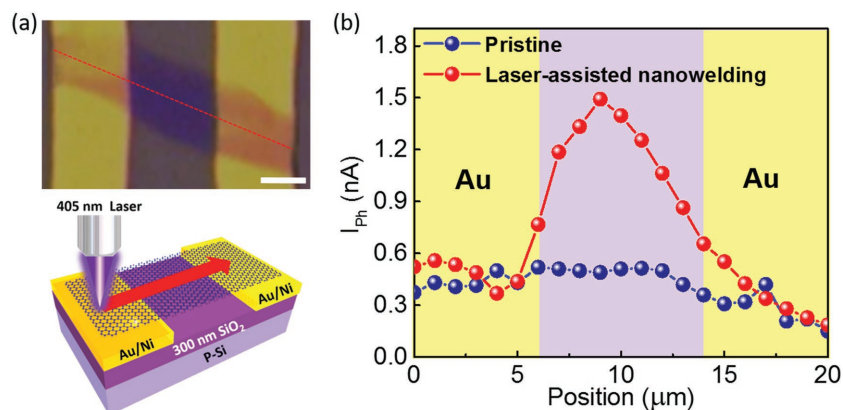 (a)
405 nm Laser
Au/Ni
Au/Ni
300 nm SiO₂
P-Si
(b)
Pristine
Laser-assisted nanowelding
Au
Au
I_Ph (nA)
1.8
1.5
1.2
0.9
0.6
0.3
0.0
0 5 10 15 20
Position (μm)